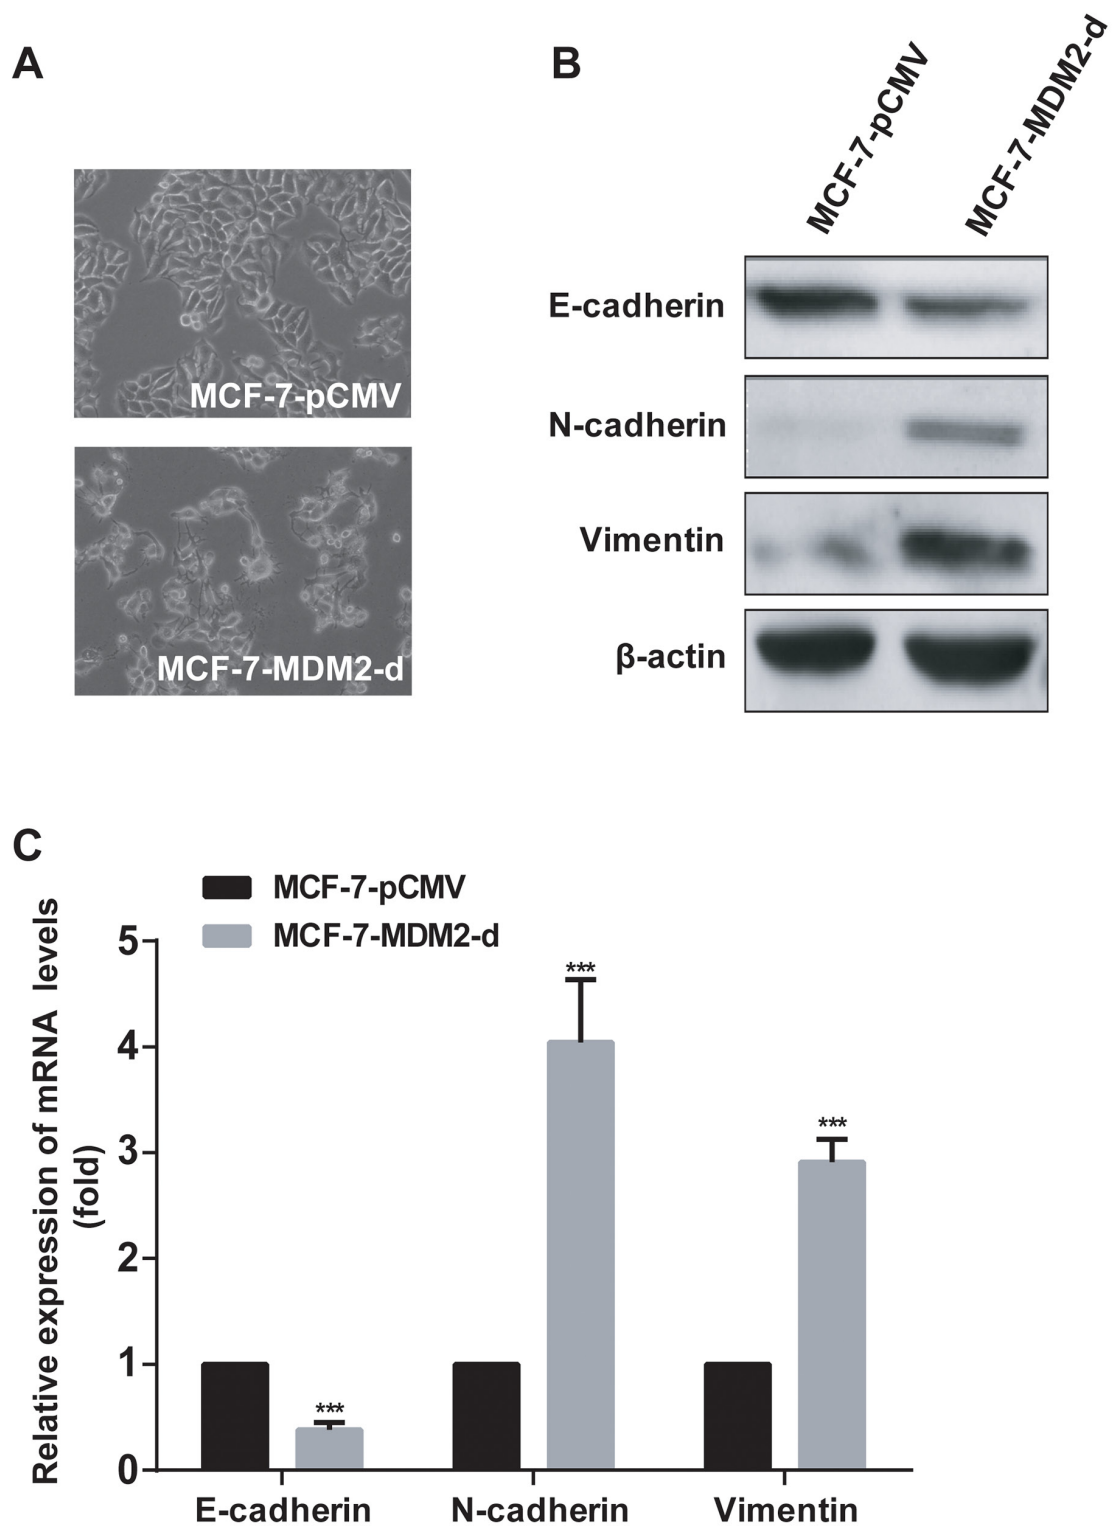 A
B
MCF-7-pCMV
MCF-7-MDM2-d
MCF-7-pCMV
MCF-7-MDM2-d
E-cadherin
N-cadherin
Vimentin
β-actin
C
MCF-7-pCMV
MCF-7-MDM2-d
Relative expression of mRNA levels
(fold)
5
4
3
2
1
0
***
***
***
E-cadherin
N-cadherin
Vimentin